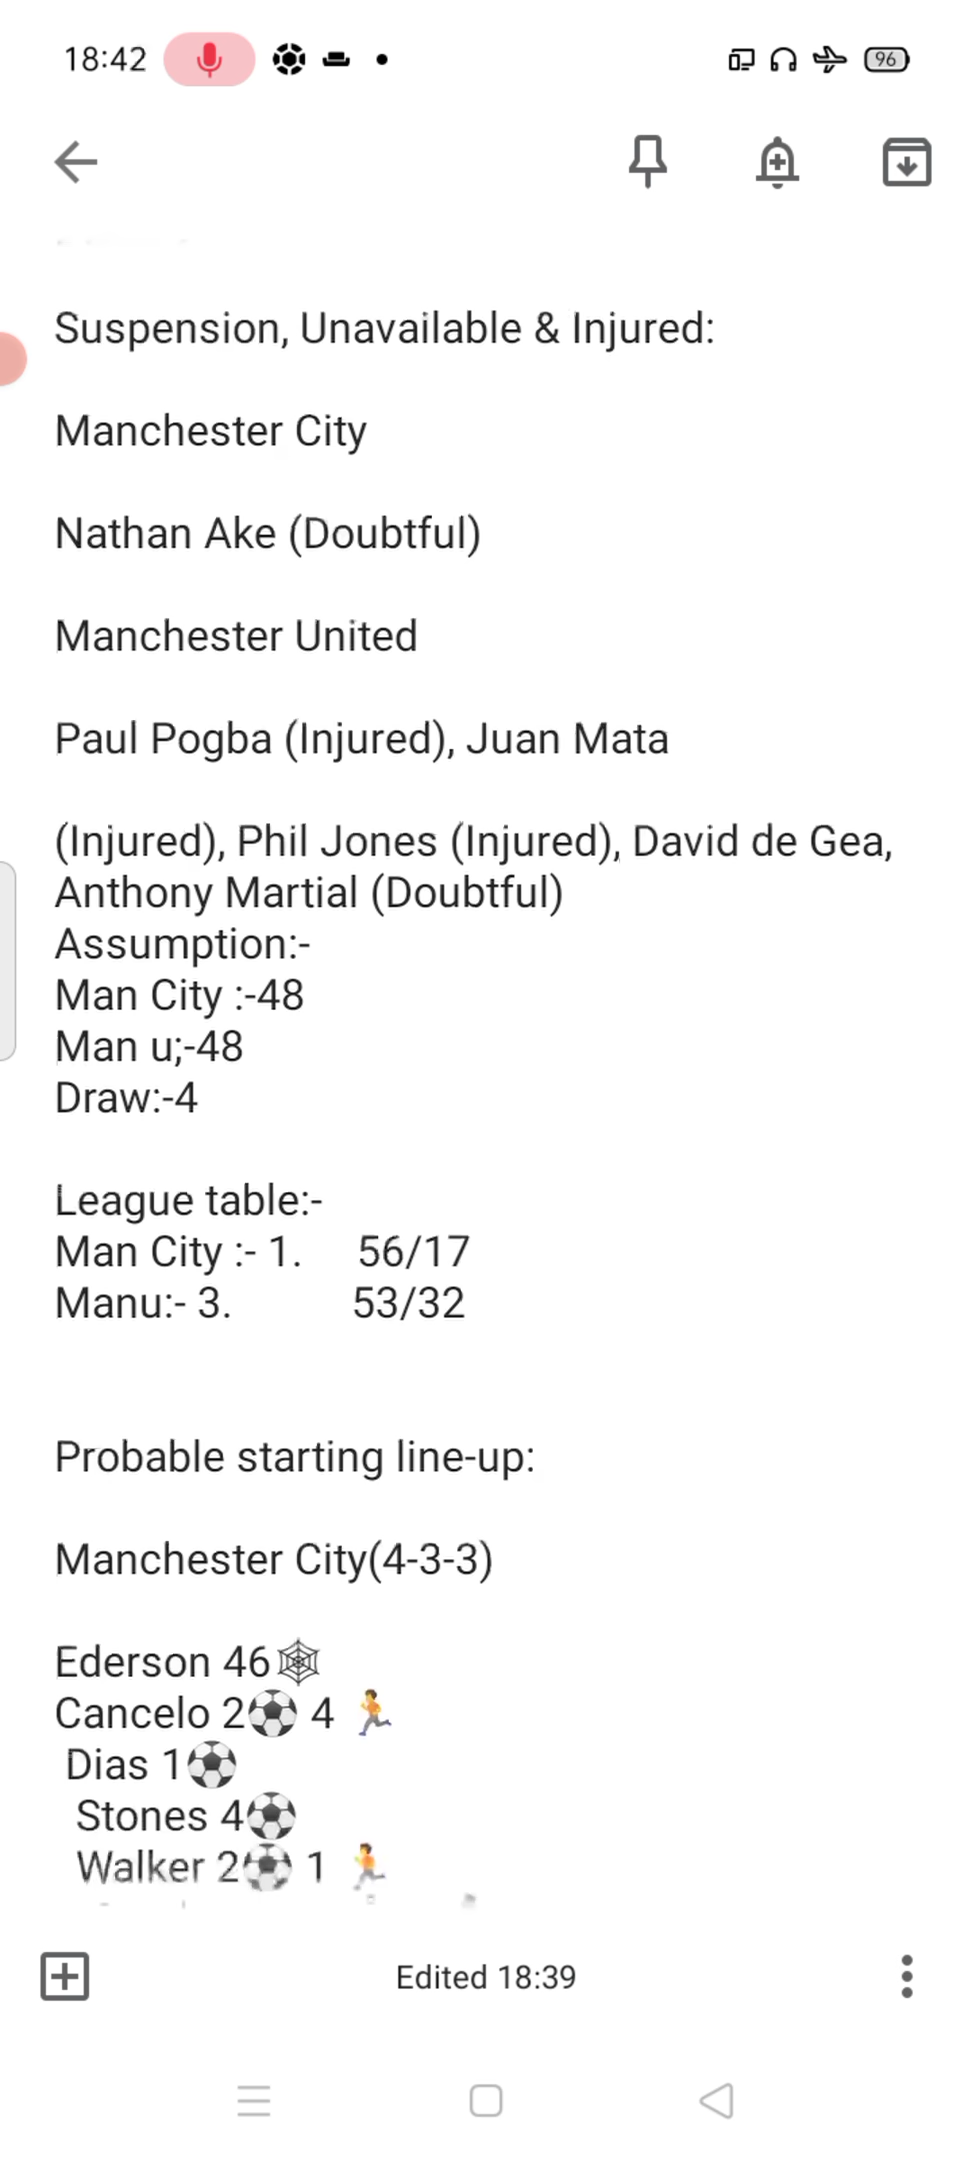 18:42
96
Suspension, Unavailable & Injured:
Manchester City
Nathan Ake (Doubtful)
Manchester United
Paul Pogba (Injured), Juan Mata
(Injured), Phil Jones (Injured), David de Gea,
Anthony Martial (Doubtful)
Assumption:-
Man City :-48
Man u;-48
Draw:-4
League table:-
Man City :- 1. 56/17
Manu:- 3. 53/32
Probable starting line-up:
Manchester City(4-3-3)
Ederson 46🕸
Cancelo 2⚽ 4 🏃
Dias 1⚽
Stones 4⚽
Walker 2⚽ 1 🏃
Edited 18:39